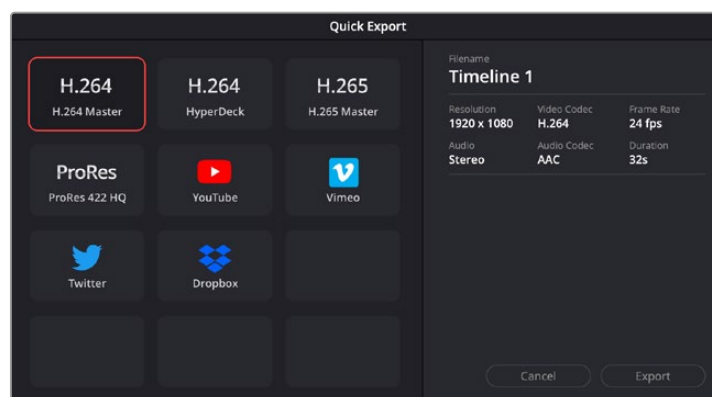 Quick Export
H.264
H.264 Master
H.264
HyperDeck
H.265
H.265 Master
ProRes
ProRes 422 HQ
YouTube
Vimeo
Twitter
Dropbox
Filename
Timeline 1
Resolution
1920 x 1080
Video Codec
H.264
Frame Rate
24 fps
Audio
Stereo
Audio Codec
AAC
Duration
32s
Cancel
Export